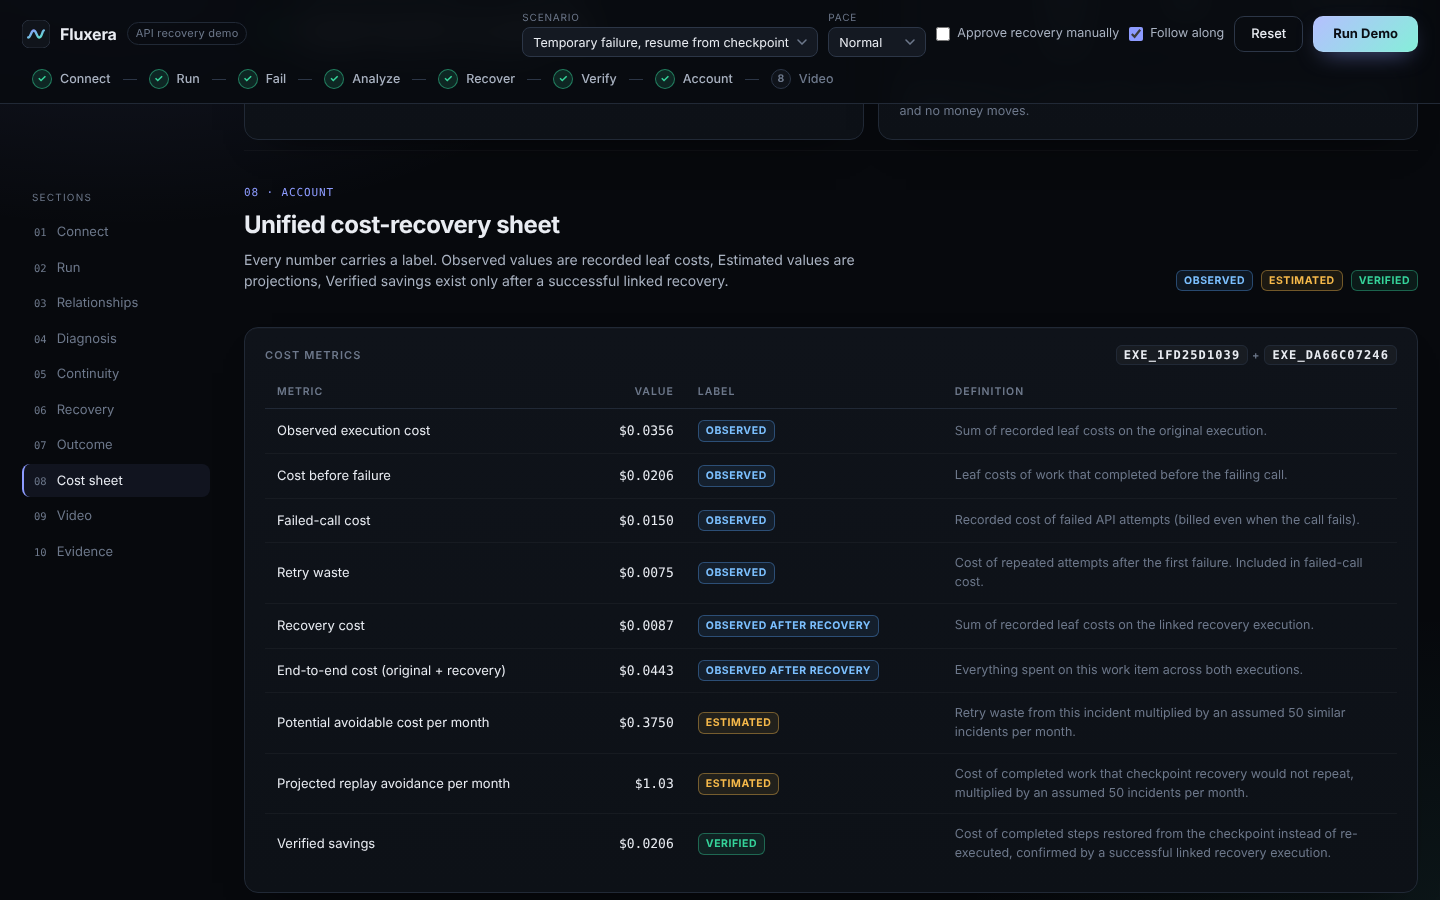 Fluxera
API recovery demo
SCENARIO
Temporary failure, resume from checkpoint
PACE
Normal
Approve recovery manually
Follow along
Reset
Run Demo
Connect
Run
Fail
Analyze
Recover
Verify
Account
8 Video
and no money moves.
SECTIONS
01 Connect
02 Run
03 Relationships
04 Diagnosis
05 Continuity
06 Recovery
07 Outcome
08 Cost sheet
09 Video
10 Evidence
08 · ACCOUNT
Unified cost-recovery sheet
Every number carries a label. Observed values are recorded leaf costs, Estimated values are
projections, Verified savings exist only after a successful linked recovery.
OBSERVED ESTIMATED VERIFIED
COST METRICS
EXE_1FD25D1039 + EXE_DA66C07246
METRIC VALUE LABEL DEFINITION
Observed execution cost $0.0356 OBSERVED Sum of recorded leaf costs on the original execution.
Cost before failure $0.0206 OBSERVED Leaf costs of work that completed before the failing call.
Failed-call cost $0.0150 OBSERVED Recorded cost of failed API attempts (billed even when the call fails).
Retry waste $0.0075 OBSERVED Cost of repeated attempts after the first failure. Included in failed-call
cost.
Recovery cost $0.0087 OBSERVED AFTER RECOVERY Sum of recorded leaf costs on the linked recovery execution.
End-to-end cost (original + recovery) $0.0443 OBSERVED AFTER RECOVERY Everything spent on this work item across both executions.
Potential avoidable cost per month $0.3750 ESTIMATED Retry waste from this incident multiplied by an assumed 50 similar
incidents per month.
Projected replay avoidance per month $1.03 ESTIMATED Cost of completed work that checkpoint recovery would not repeat,
multiplied by an assumed 50 incidents per month.
Verified savings $0.0206 VERIFIED Cost of completed steps restored from the checkpoint instead of re-
executed, confirmed by a successful linked recovery execution.